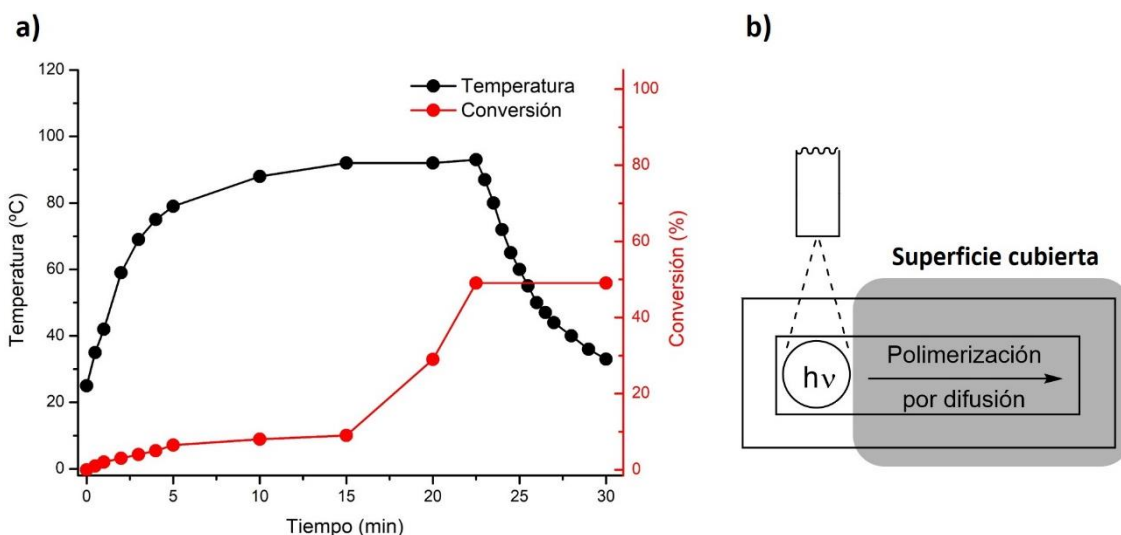 a)
120
100
80
60
40
20
0
Temperatura (ºC)
0
5
10
15
20
25
30
Tiempo (min)
Temperatura
Conversión
100
80
60
40
20
0
Conversión (%)
b)
Superficie cubierta
hν
Polimerización
por difusión